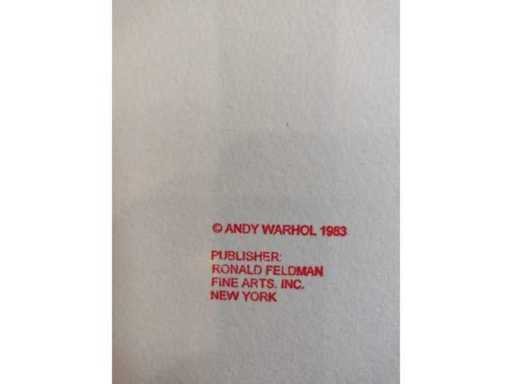 © ANDY WARHOL 1983
PUBLISHER:
RONALD FELDMAN
FINE ARTS. INC.
NEW YORK